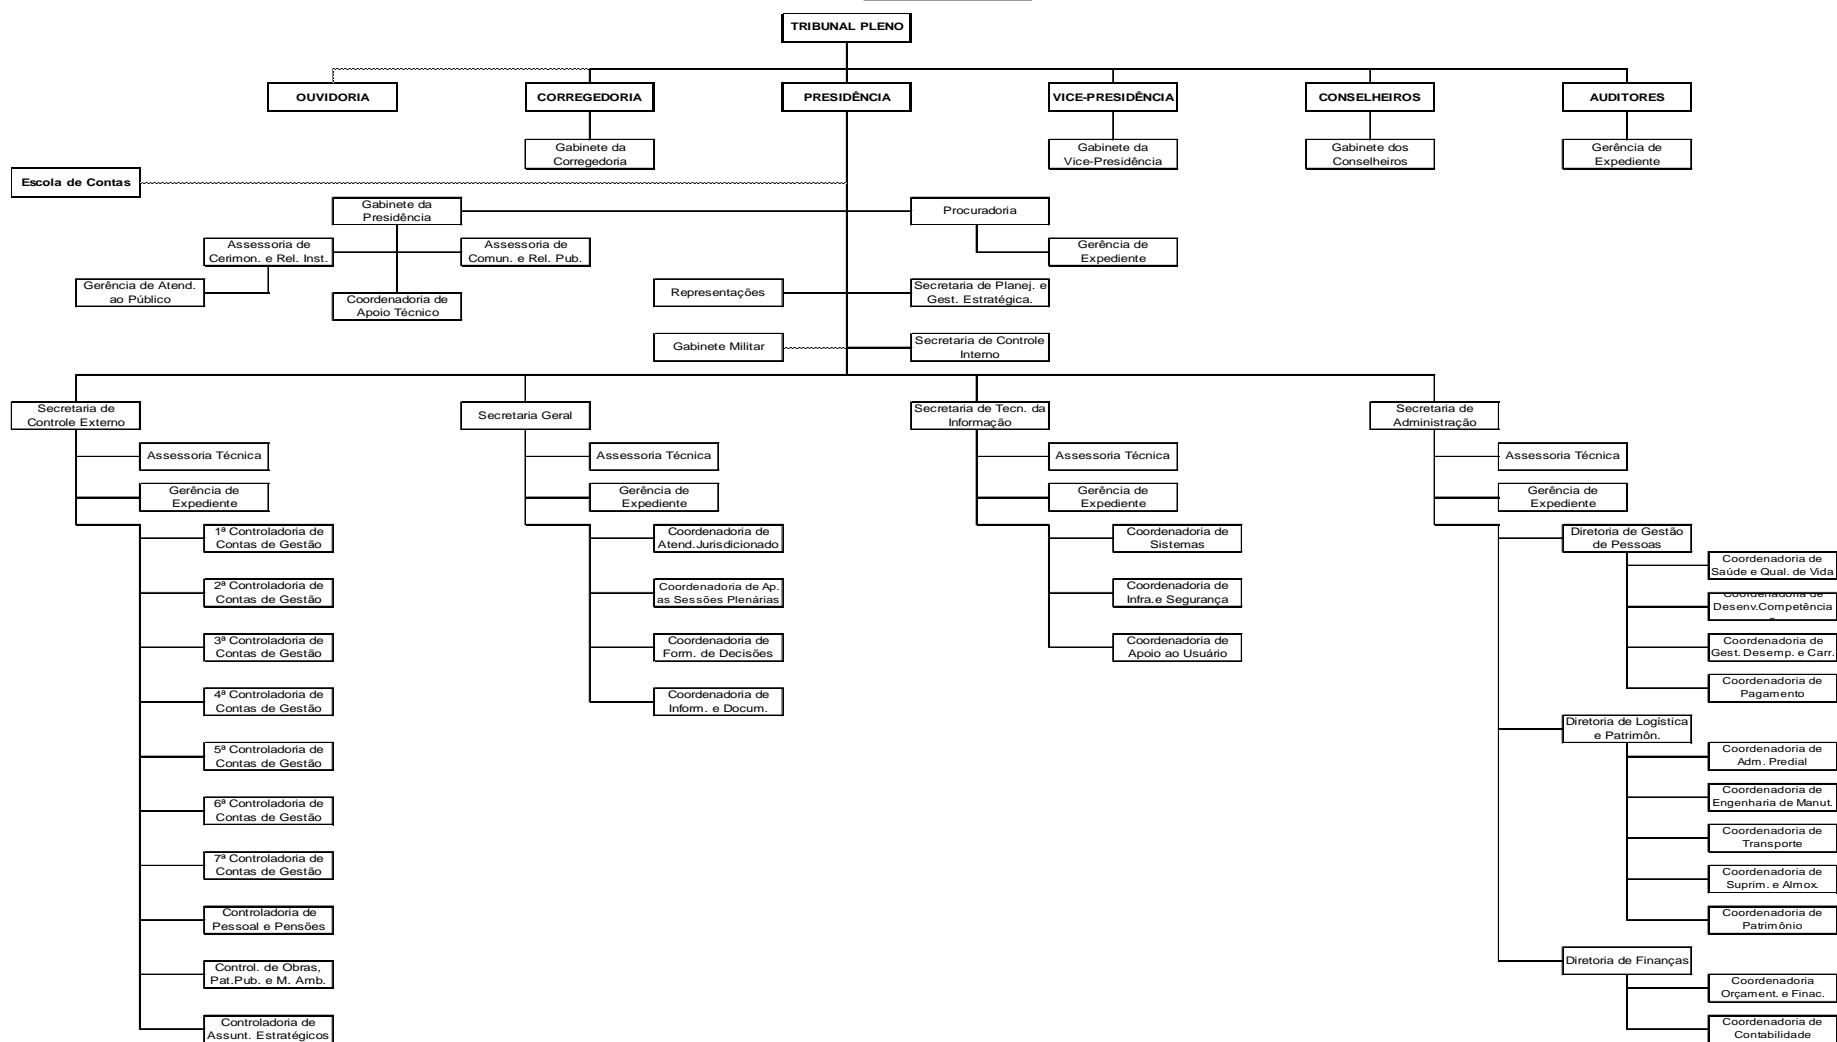 TRIBUNAL PLENO
OUVIDORIA
CORREGEDORIA
PRESIDÊNCIA
VICE-PRESIDÊNCIA
CONSELHEIROS
AUDITORES
Gabinete da
Corregedoria
Gabinete da
Vice-Presidência
Gabinete dos
Conselheiros
Gerência de
Expediente
Escola de Contas
Gabinete da
Presidência
Procuradoria
Assessoria de
Cerimon. e Rel. Inst.
Assessoria de
Comun. e Rel. Pub.
Gerência de
Expediente
Gerência de Atend.
ao Público
Coordenadoria de
Apoio Técnico
Representações
Secretaria de Planej. e
Gest. Estratégica.
Gabinete Militar
Secretaria de Controle
Interno
Secretaria de
Controle Externo
Assessoria Técnica
Gerência de
Expediente
1ª Controladoria de
Contas de Gestão
2ª Controladoria de
Contas de Gestão
3ª Controladoria de
Contas de Gestão
4ª Controladoria de
Contas de Gestão
5ª Controladoria de
Contas de Gestão
6ª Controladoria de
Contas de Gestão
7ª Controladoria de
Contas de Gestão
Controladoria de
Pessoal e Pensões
Control. de Obras,
Pat.Pub. e M. Amb.
Controladoria de
Assunt. Estratégicos
Secretaria Geral
Assessoria Técnica
Gerência de
Expediente
Coordenadoria de
Atend.Jurisdicionado
Coordenadoria de Ap.
as Sessões Plenárias
Coordenadoria de
Form. de Decisões
Coordenadoria de
Inform. e Docum.
Secretaria de Tecn. da
Informação
Assessoria Técnica
Gerência de
Expediente
Coordenadoria de
Sistemas
Coordenadoria de
Infra.e Segurança
Coordenadoria de
Apoio ao Usuário
Secretaria de
Administração
Assessoria Técnica
Gerência de
Expediente
Diretoria de Gestão
de Pessoas
Coordenadoria de
Saúde e Qual. de Vida
Coordenadoria de
Desenv.Competência
s
Coordenadoria de
Gest. Desemp. e Carr.
Coordenadoria de
Pagamento
Diretoria de Logística
e Patrimôn.
Coordenadoria de
Adm. Predial
Coordenadoria de
Engenharia de Manut.
Coordenadoria de
Transporte
Coordenadoria de
Suprim. e Almox.
Coordenadoria de
Patrimônio
Diretoria de Finanças
Coordenadoria
Orçament. e Finac.
Coordenadoria de
Contabilidade